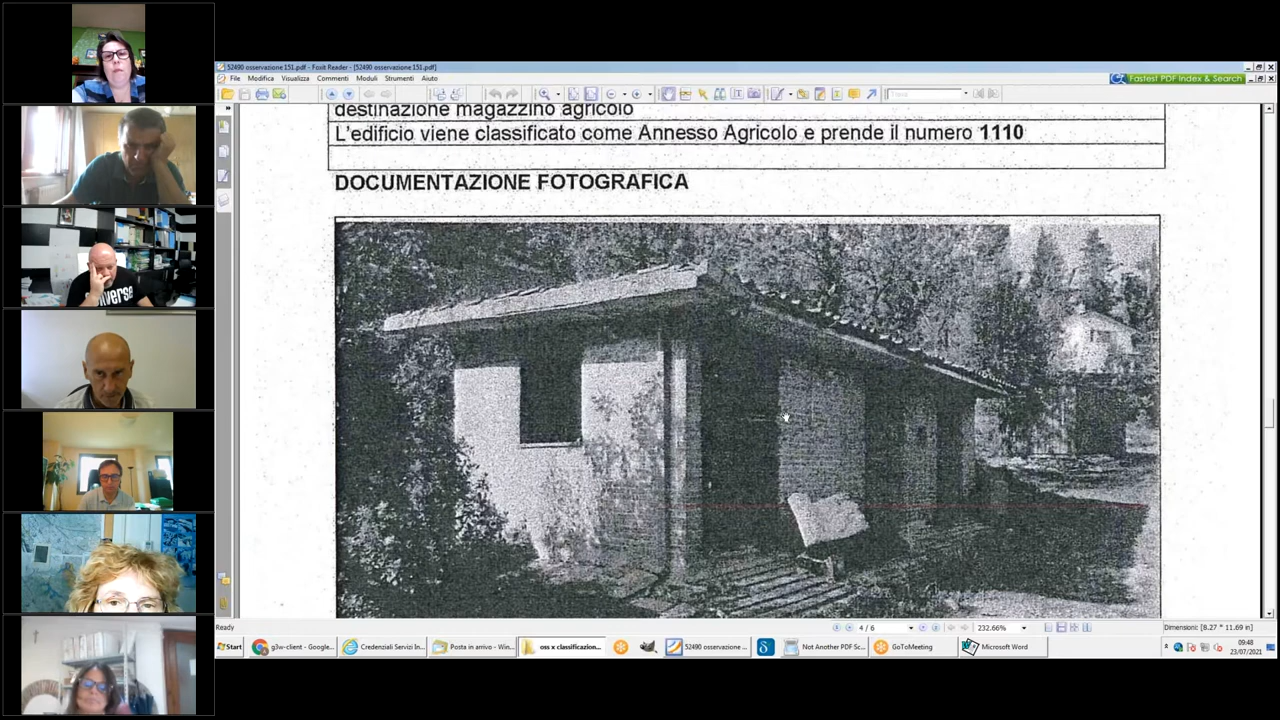 52490 osservazione 151.pdf - Foxit Reader - [52490 osservazione 151.pdf]
File Modifica Visualizza Commenti Moduli Strumenti Aiuto
Fastest PDF Index & Search
destinazione magazzino agricolo
L'edificio viene classificato come Annesso Agricolo e prende il numero 1110
DOCUMENTAZIONE FOTOGRAFICA
verse
Ready
4 / 6
232.66%
Dimensioni: [8.27 * 11.69 in]
Start
g3w-client - Google...
Credenziali Servizi In...
Posta in arrivo - Win...
oss x classificazion...
52490 osservazione ...
Not Another PDF Sc...
GoToMeeting
Microsoft Word
09:48
23/07/2021